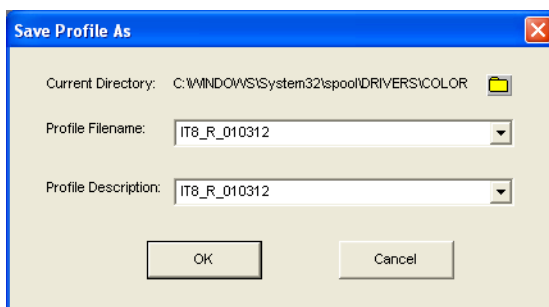 Save Profile As
Current Directory: C:\WINDOWS\System32\spool\DRIVERS\COLOR
Profile Filename: IT8_R_010312
Profile Description: IT8_R_010312
OK Cancel